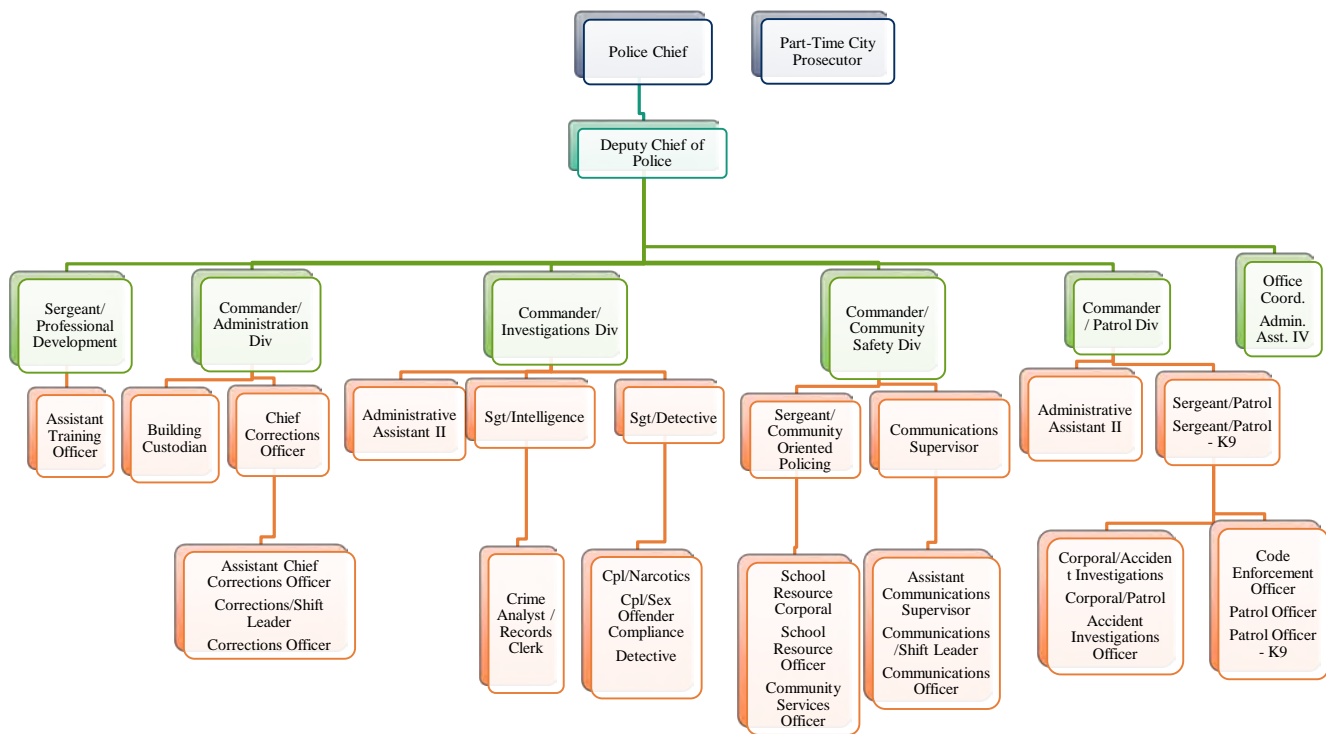 Police Chief
Part-Time City
Prosecutor
Deputy Chief of
Police
Sergeant/
Professional
Development
Commander/
Administration
Div
Commander/
Investigations Div
Commander/
Community
Safety Div
Commander
/ Patrol Div
Office
Coord.
Admin.
Asst. IV
Assistant
Training
Officer
Building
Custodian
Chief
Corrections
Officer
Administrative
Assistant II
Sgt/Intelligence
Sgt/Detective
Sergeant/
Community
Oriented
Policing
Communications
Supervisor
Administrative
Assistant II
Sergeant/Patrol
Sergeant/Patrol
- K9
Assistant Chief
Corrections Officer
Corrections/Shift
Leader
Corrections Officer
Crime
Analyst /
Records
Clerk
Cpl/Narcotics
Cpl/Sex
Offender
Compliance
Detective
School
Resource
Corporal
School
Resource
Officer
Community
Services
Officer
Assistant
Communications
Supervisor
Communications
/Shift Leader
Communications
Officer
Corporal/Acciden
t Investigations
Corporal/Patrol
Accident
Investigations
Officer
Code
Enforcement
Officer
Patrol Officer
Patrol Officer
- K9